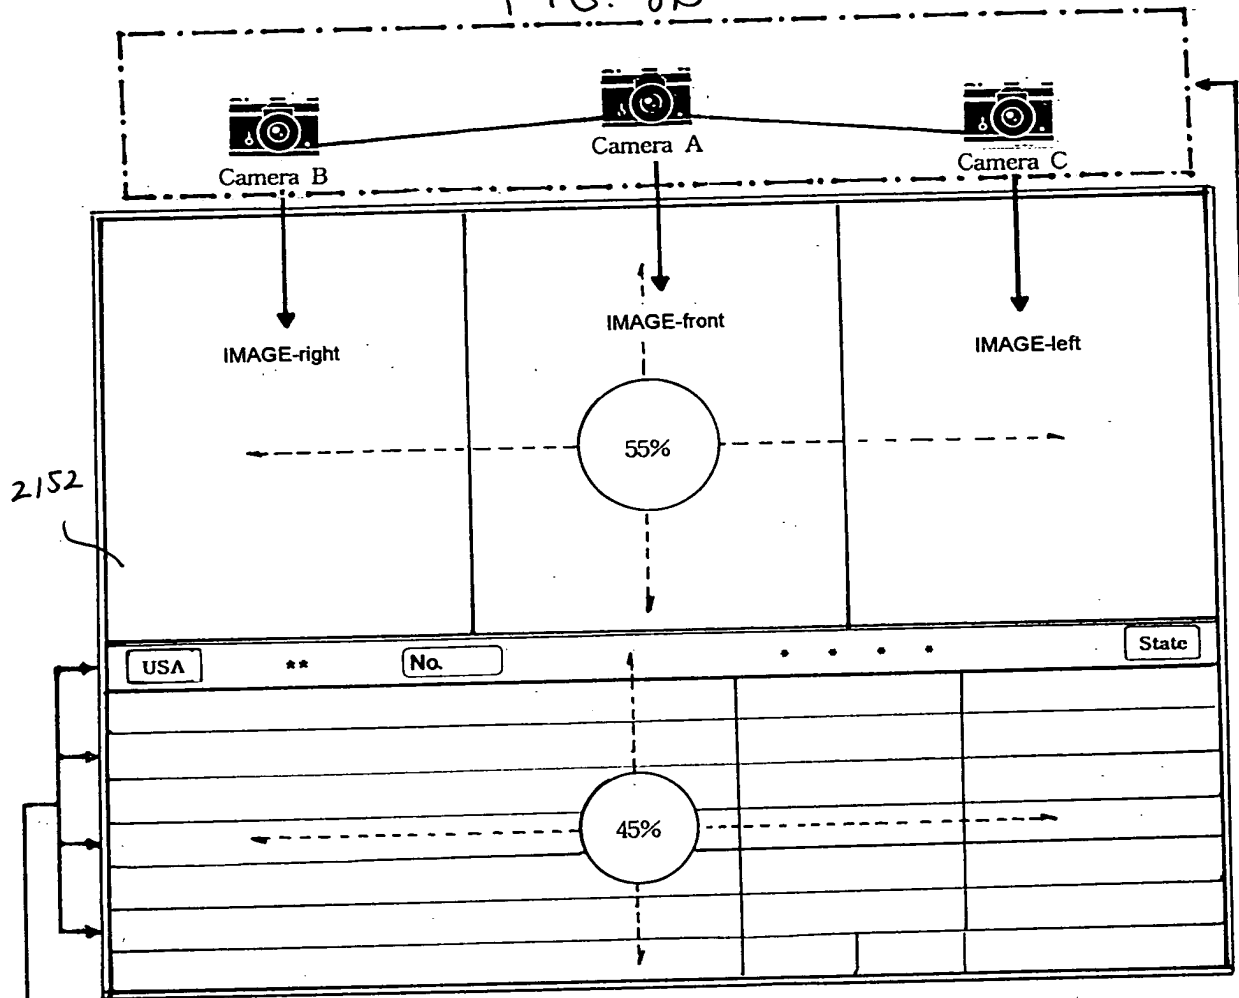 Camera A
Camera B
Camera C
IMAGE-front
IMAGE-right
IMAGE-left
55%
2152
USA
**
No.
* * * *
State
45%